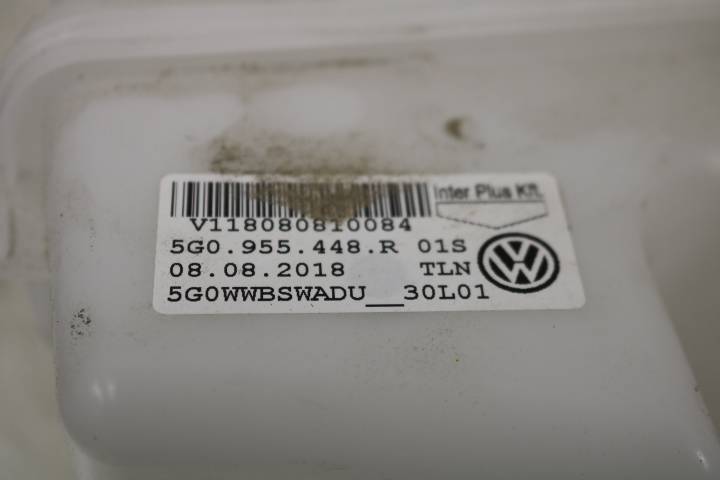 Inter Plus Kft.
V118080810084
5G0.955.448.R 01S
08.08.2018 TLN
5G0WWBSWADU__30L01